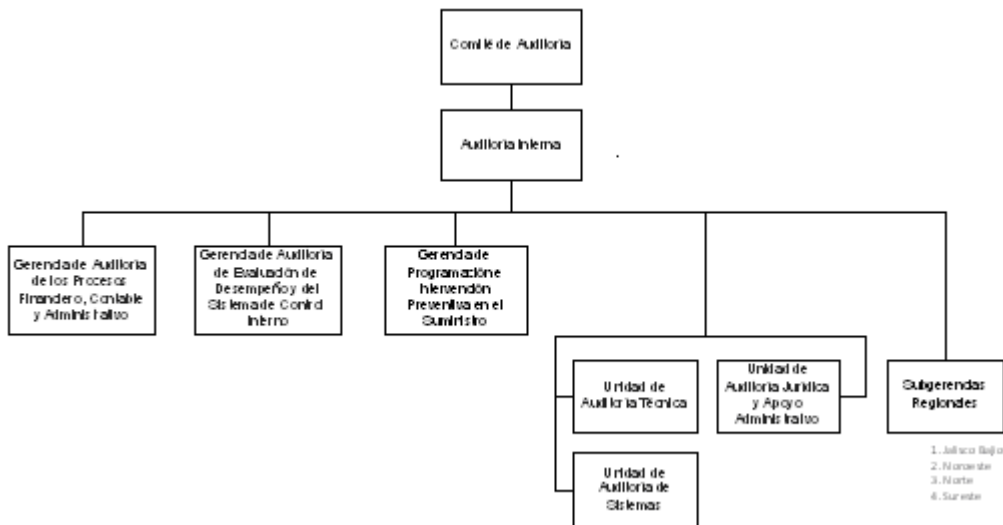 Comité de Auditoría
Auditoría Interna
Gerencia de Auditoría
de los Procesos
Financiero, Contable
y Administrativo
Gerencia de Auditoría
de Evaluación de
Desempeño y del
Sistema de Control
Interno
Gerencia de
Programación e
Intervención
Preventiva en el
Suministro
Unidad de
Auditoría Técnica
Unidad de
Auditoría Jurídica
y Apoyo
Administrativo
Subgerencias
Regionales
Unidad de
Auditoría de
Sistemas
1. Jalisco Bajío
2. Noroeste
3. Norte
4. Sureste